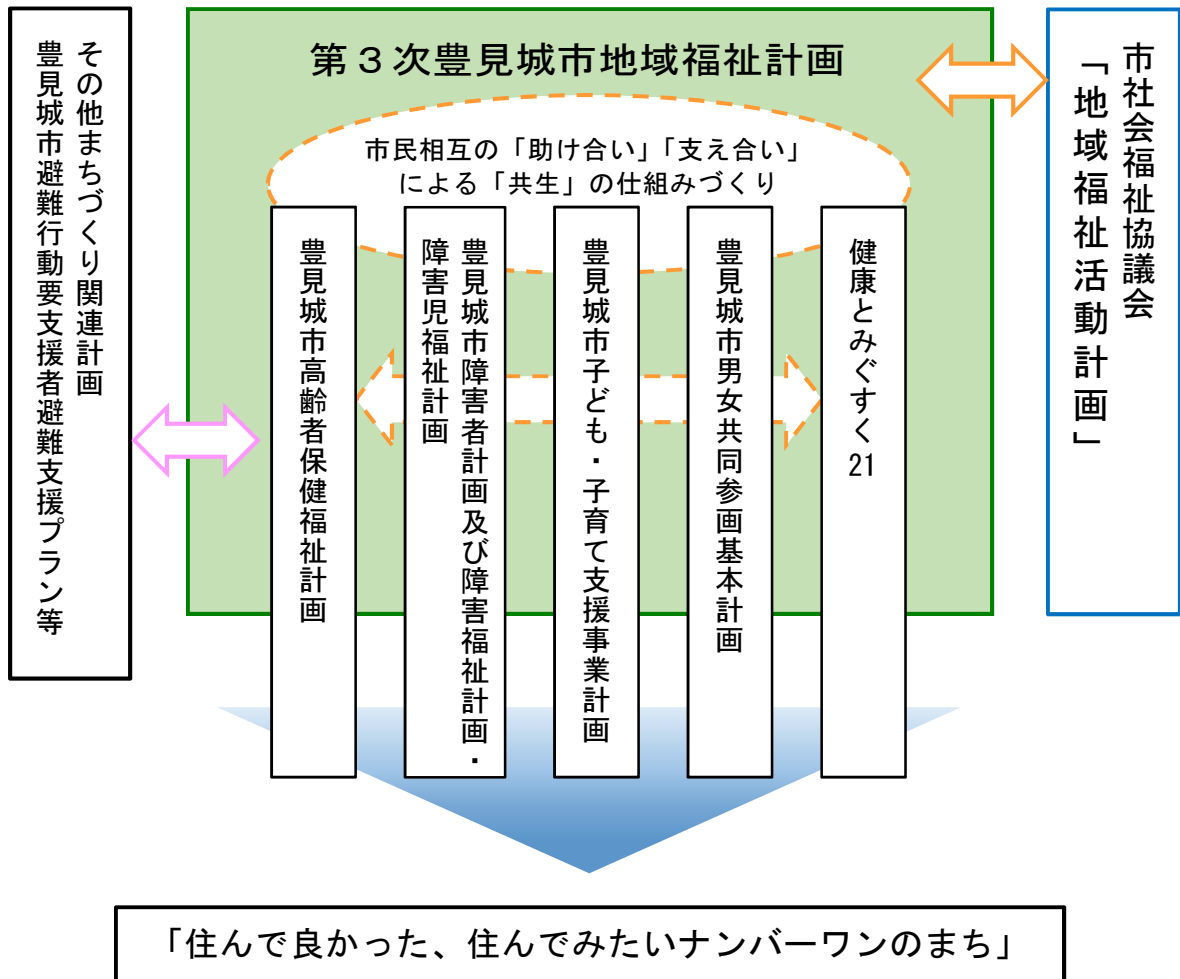 第３次豊見城市地域福祉計画
市民相互の「助け合い」「支え合い」
による「共生」の仕組みづくり
市社会福祉協議会
「地域福祉活動計画」
その他まちづくり関連計画
豊見城市避難行動要支援者避難支援プラン等
豊見城市高齢者保健福祉計画
豊見城市障害者計画及び障害福祉計画・
障害児福祉計画
豊見城市子ども・子育て支援事業計画
豊見城市男女共同参画基本計画
健康とみぐすく21
「住んで良かった、住んでみたいナンバーワンのまち」